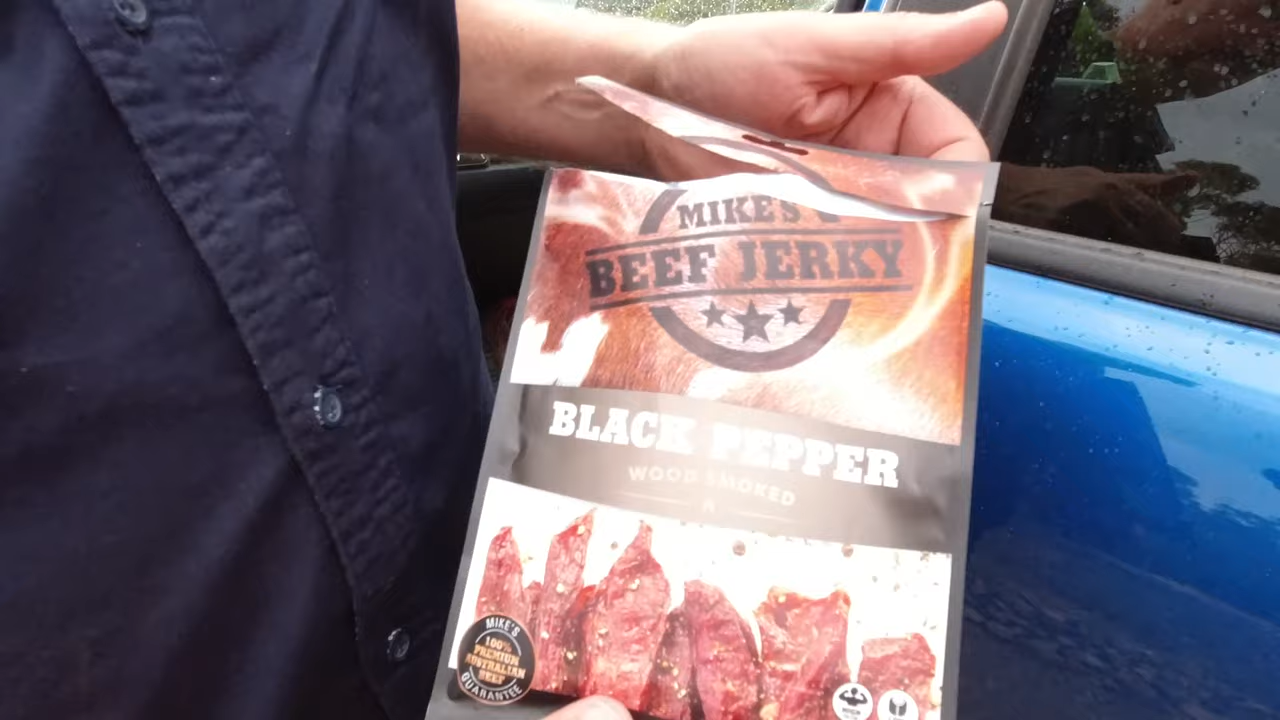 MIKE'S
BEEF JERKY
BLACK PEPPER
WOOD SMOKED
MIKE'S
100%
PREMIUM
AUSTRALIAN
BEEF
GUARANTEE